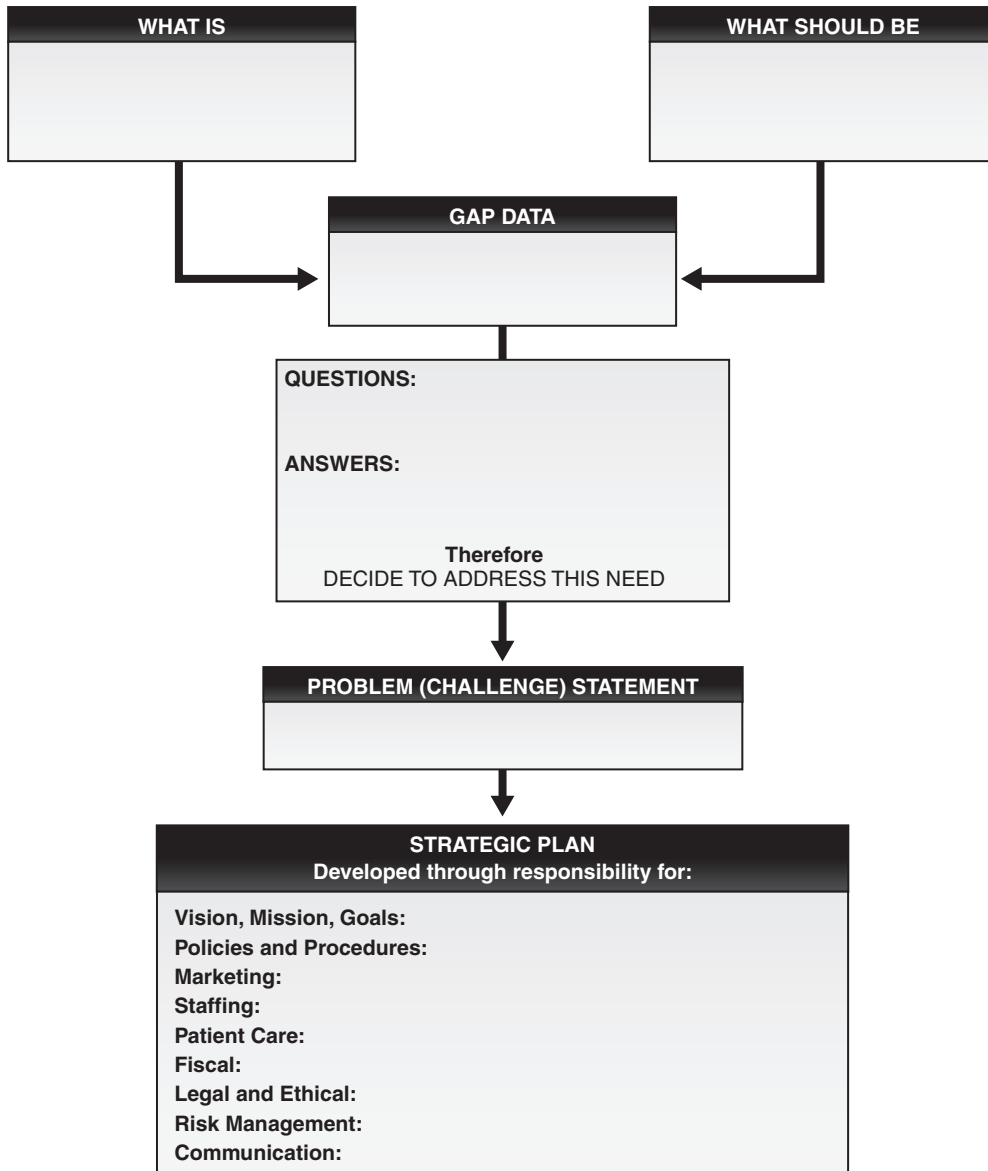 WHAT IS
WHAT SHOULD BE
GAP DATA
QUESTIONS:
ANSWERS:
Therefore
DECIDE TO ADDRESS THIS NEED
PROBLEM (CHALLENGE) STATEMENT
STRATEGIC PLAN
Developed through responsibility for:
Vision, Mission, Goals:
Policies and Procedures:
Marketing:
Staffing:
Patient Care:
Fiscal:
Legal and Ethical:
Risk Management:
Communication: